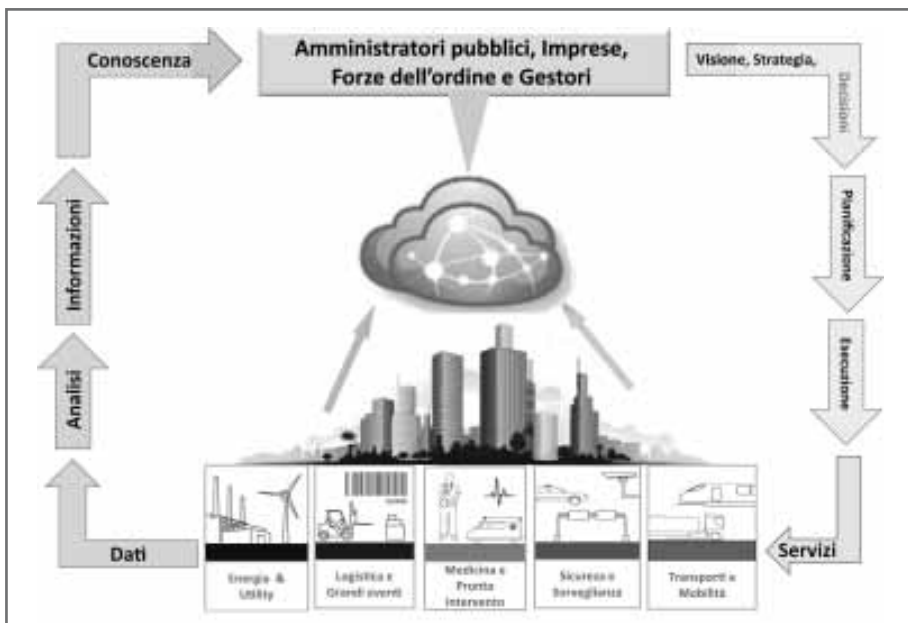 Conoscenza
Amministratori pubblici, Imprese,
Forze dell'ordine e Gestori
Visione, Strategia,
Decisioni
Pianificazione
Esecuzione
Servizi
Informazioni
Analisi
Dati
Energia &
Utility
Logistica e
Grandi eventi
Medicina e
Pronto
Intervento
Sicurezza e
Sorveglianza
Transporti e
Mobilità